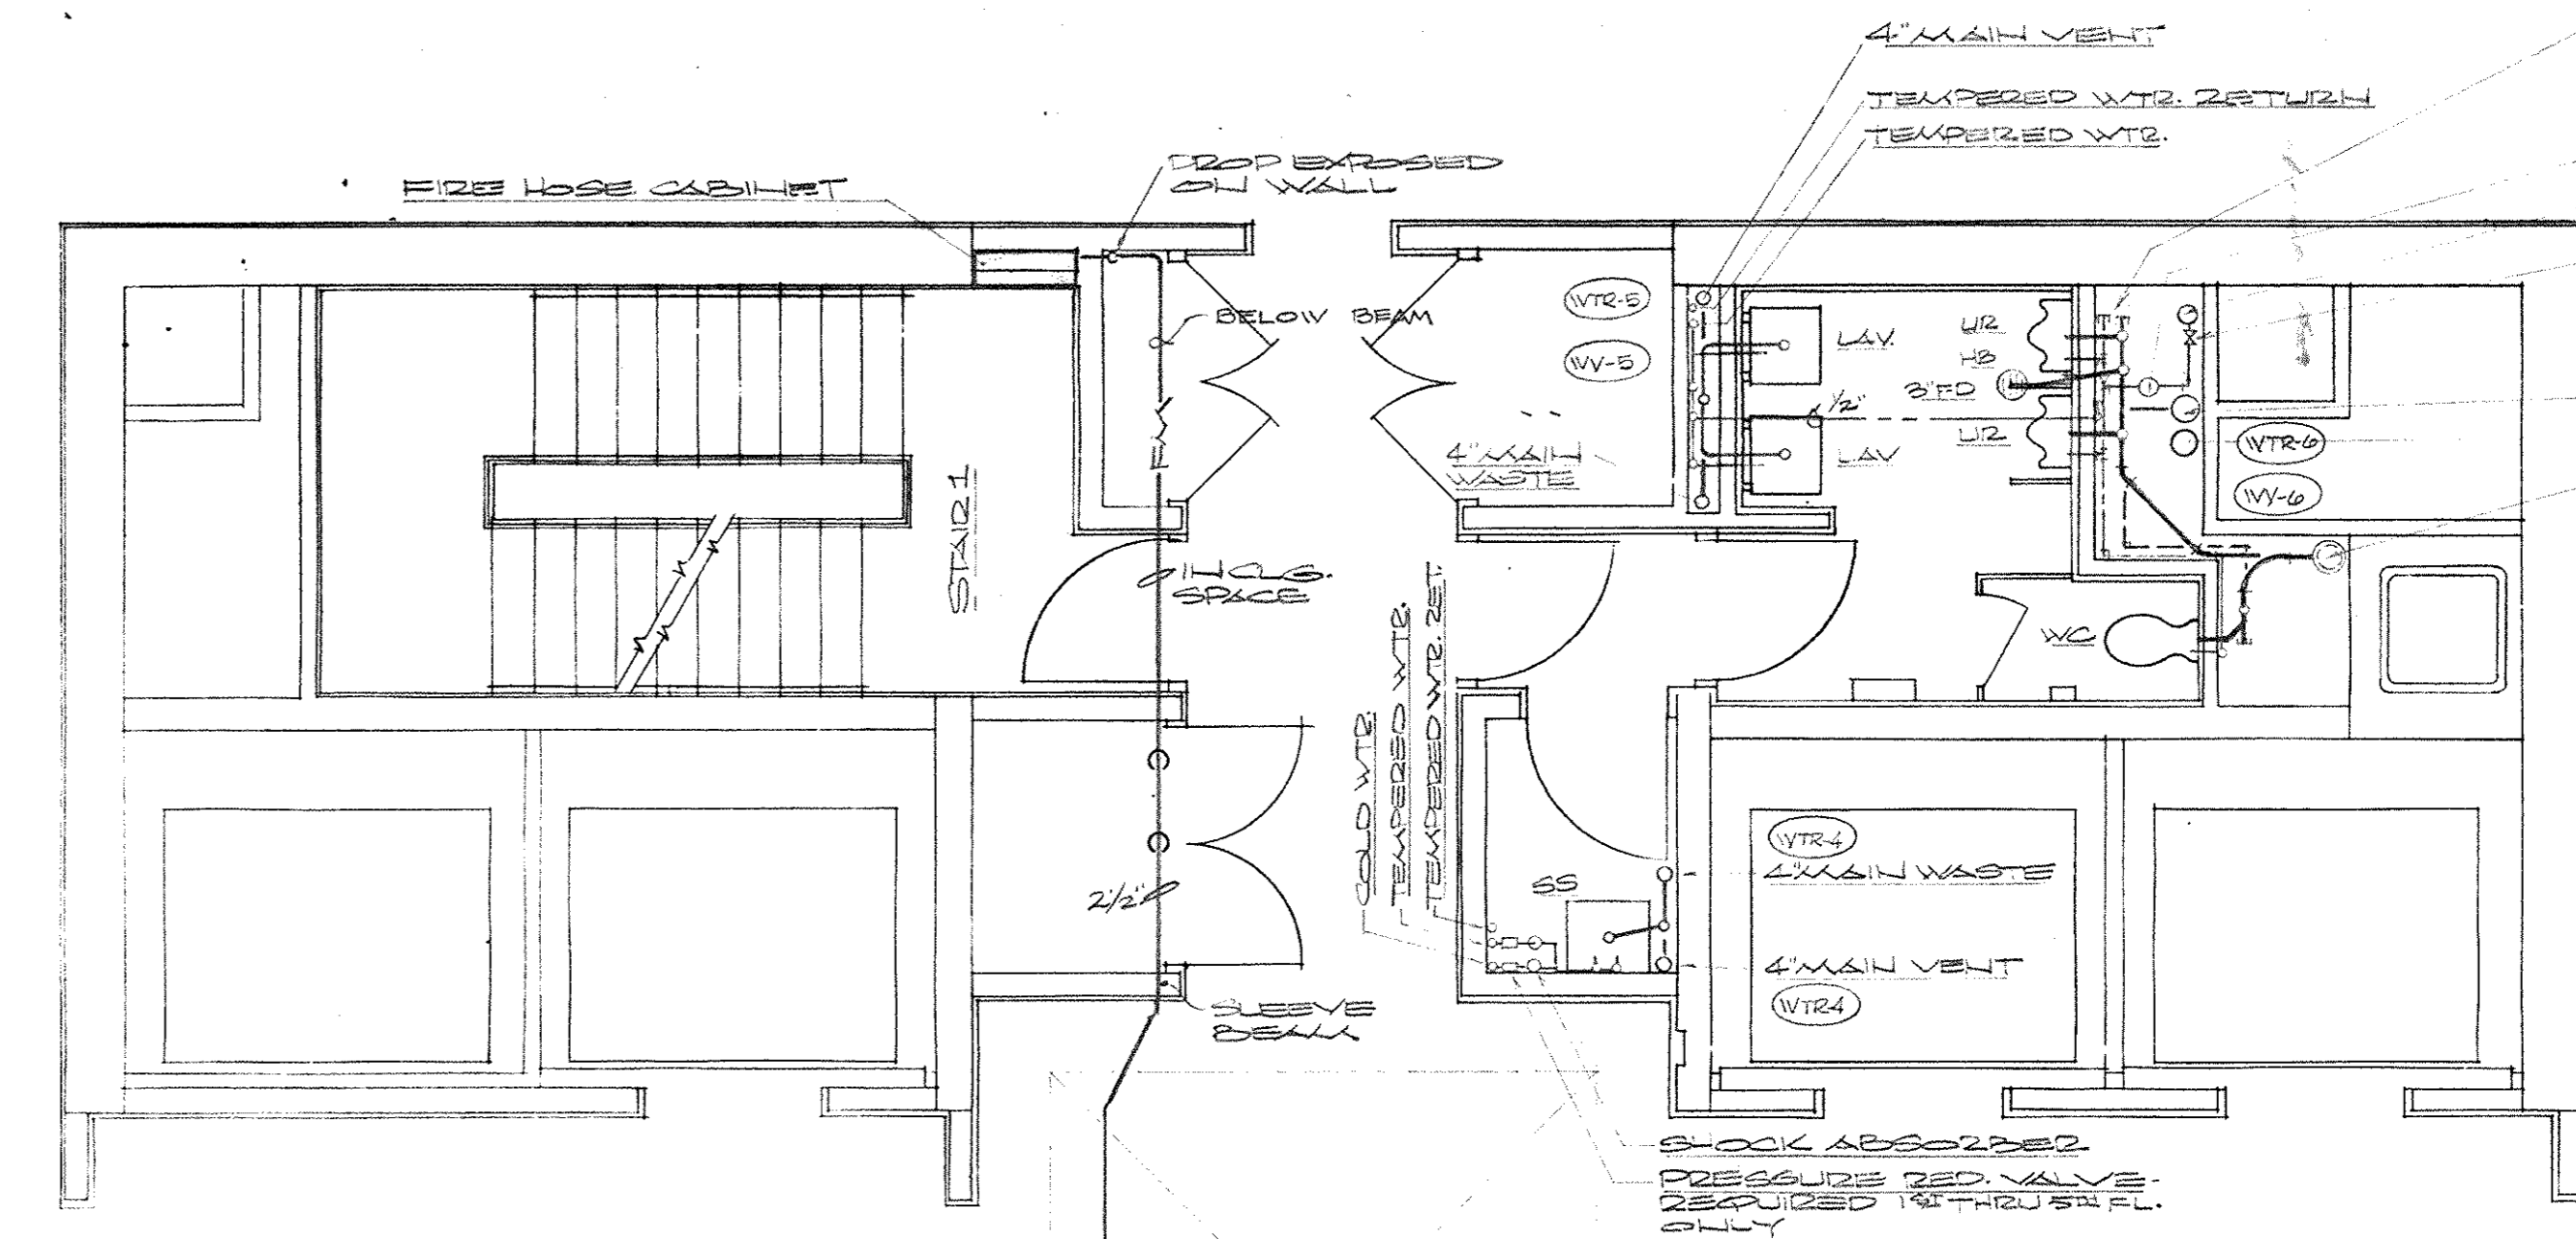 4" MAIN VENT
TEMPERED WTR. RETURN
TEMPERED WTR.
DROP EXPOSED
ON WALL
FIRE HOSE CABINET
BELOW BEAM
WTR-5
WV-5
LAV.
UR
HB
3"FD
1/2"
UR
LAV
4" MAIN
WASTE
WTR-6
WV-6
F.W.
STAIR 1
IN CLG.
SPACE
WC
COLD WTR.
TEMPERED WTR.
TEMPERED WTR. RET.
WTR-4
4" MAIN WASTE
SS
2 1/2"
4" MAIN VENT
WTR4
SLEEVE
BEAM
SHOCK ABSORBER
PRESSURE RED. VALVE-
REQUIRED 1ST THRU 5TH FL.
ONLY